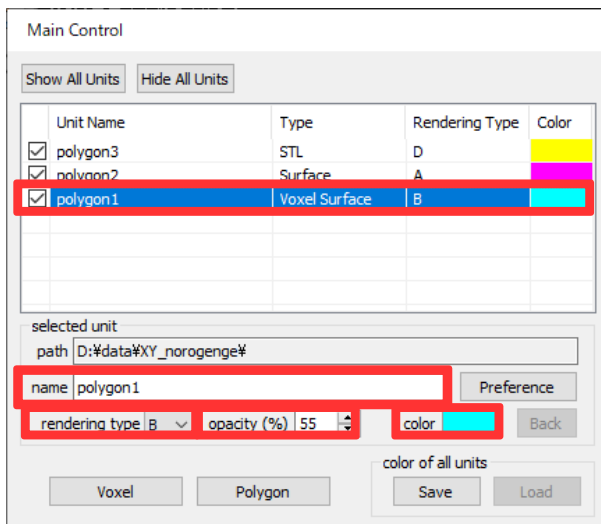 Main Control
Show All Units Hide All Units
Unit Name Type Rendering Type Color
polygon3 STL D
polygon2 Surface A
polygon1 Voxel Surface B
selected unit
path D:¥data¥XY_norogenge¥
name polygon1 Preference
rendering type B opacity (%) 55 color Back
color of all units
Voxel Polygon Save Load